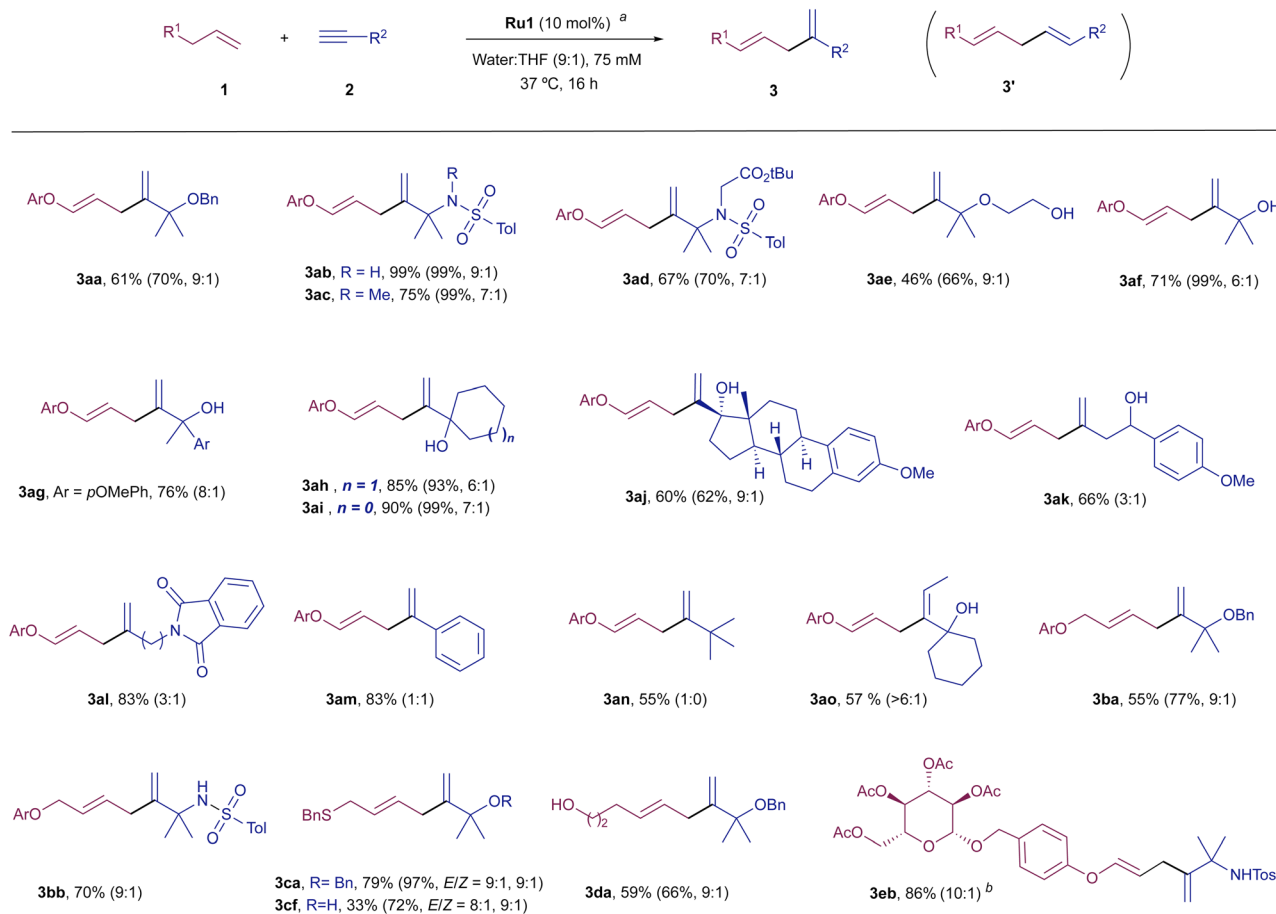 R1 + R2 Ru1 (10 mol%) a R1 R2 R1 R2
Water:THF (9:1), 75 mM
1 2 37 ºC, 16 h 3 3'
ArO OBn
3aa, 61% (70%, 9:1)
ArO R N S O O Tol
3ab, R = H, 99% (99%, 9:1)
3ac, R = Me, 75% (99%, 7:1)
ArO CO2tBu N S O O Tol
3ad, 67% (70%, 7:1)
ArO O OH
3ae, 46% (66%, 9:1)
ArO OH
3af, 71% (99%, 6:1)
ArO OH Ar
3ag, Ar = pOMePh, 76% (8:1)
ArO HO ( )n
3ah , n = 1 85% (93%, 6:1)
3ai , n = 0, 90% (99%, 7:1)
ArO OH H H H OMe
3aj, 60% (62%, 9:1)
ArO OH OMe
3ak, 66% (3:1)
ArO ( ) N O O
3al, 83% (3:1)
ArO
3am, 83% (1:1)
ArO
3an, 55% (1:0)
ArO OH
3ao, 57 % (>6:1)
ArO OBn
3ba, 55% (77%, 9:1)
ArO H N S O O Tol
3bb, 70% (9:1)
BnS OR
3ca, R= Bn, 79% (97%, E/Z = 9:1, 9:1)
3cf, R=H, 33% (72%, E/Z = 8:1, 9:1)
HO ( )2 OBn
3da, 59% (66%, 9:1)
OAc
AcO OAc
AcO O O O NHTos
3eb, 86% (10:1) b